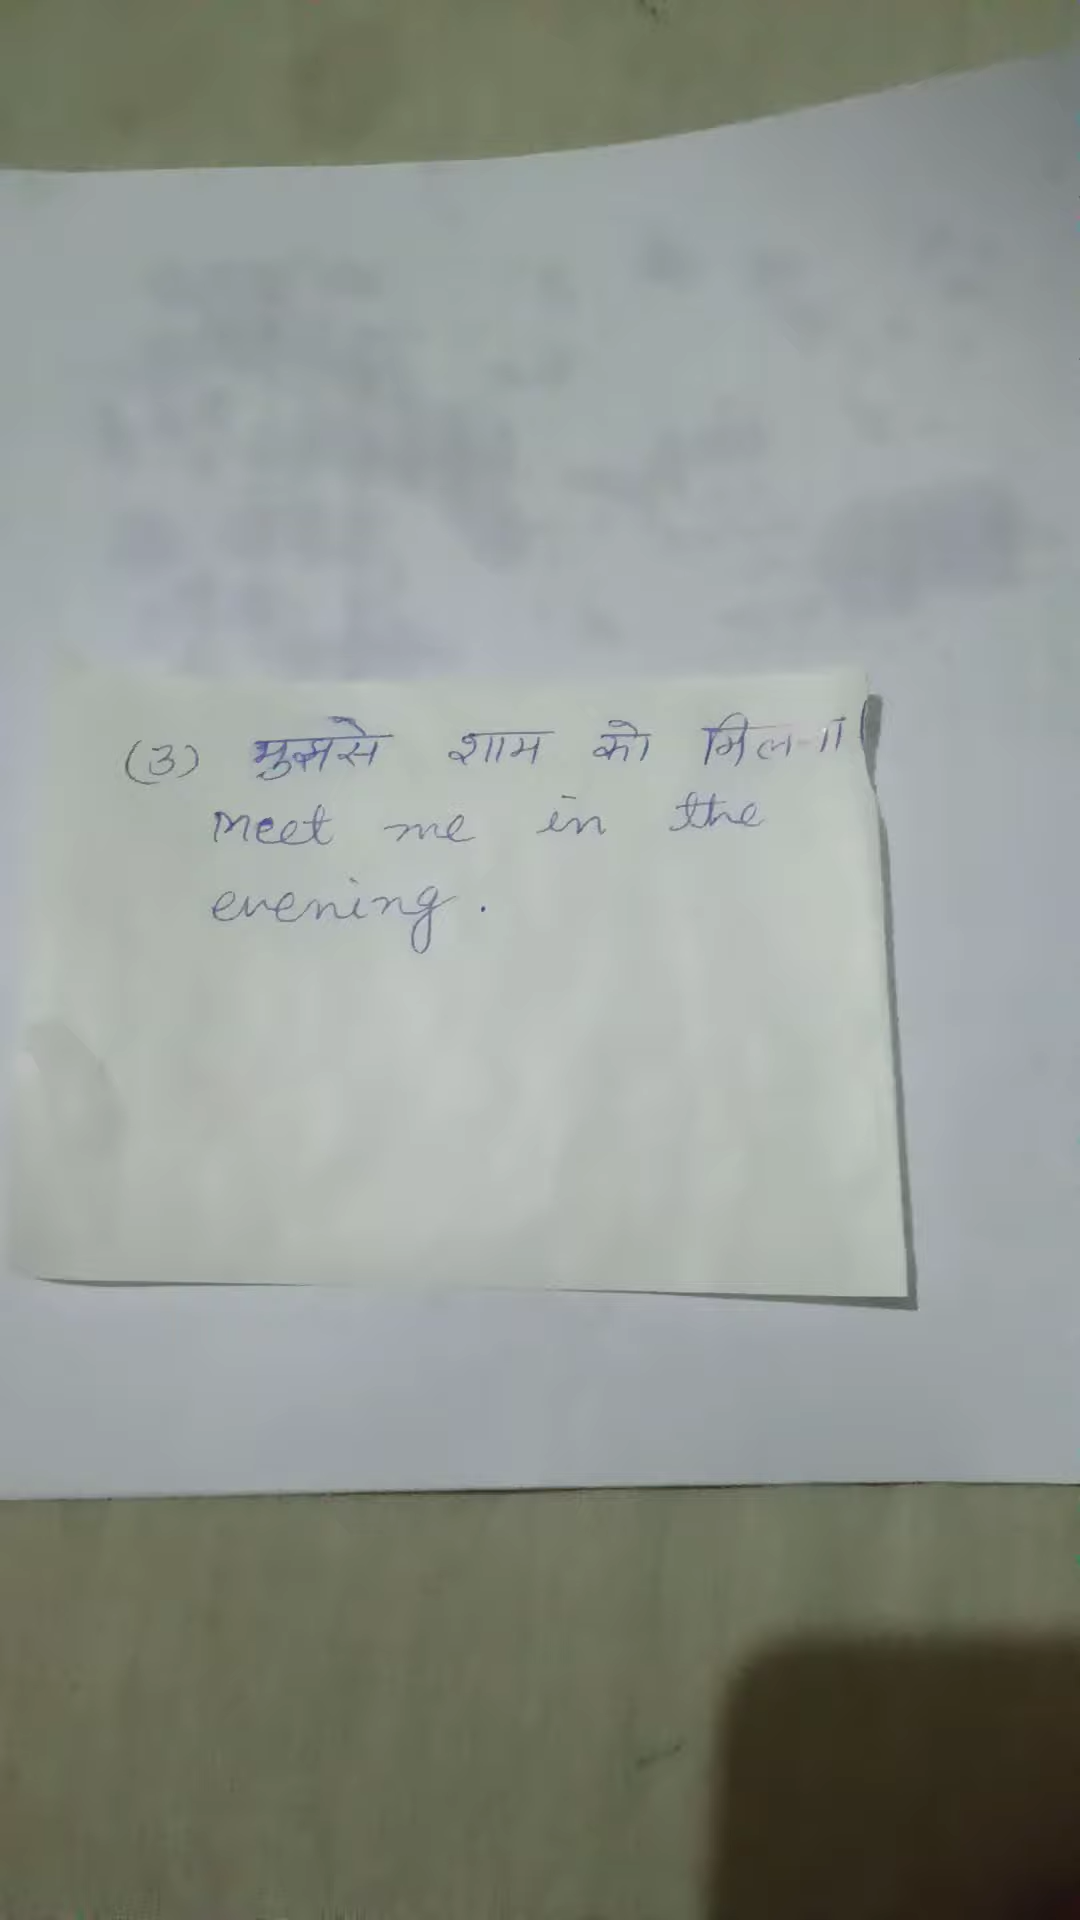 (3) मुझसे शाम को मिलना।
Meet me in the
evening.